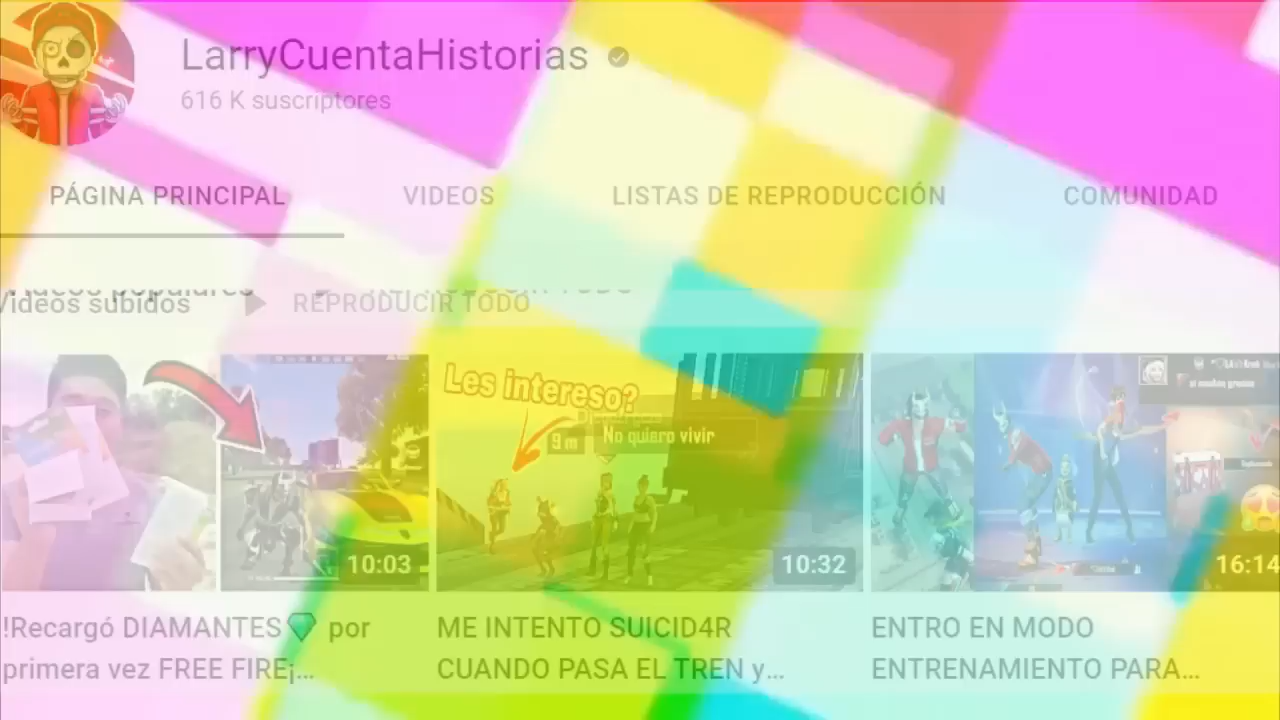 LarryCuentaHistorias
616 K suscriptores
PÁGINA PRINCIPAL VIDEOS LISTAS DE REPRODUCCIÓN COMUNIDAD
Videos populares
Videos subidos REPRODUCIR TODO
Les intereso?
9 m No quiero vivir
10:03 10:32 16:14
!Recargó DIAMANTES💎 por
primera vez FREE FIRE¡...
ME INTENTO SUICID4R
CUANDO PASA EL TREN y...
ENTRO EN MODO
ENTRENAMIENTO PARA...